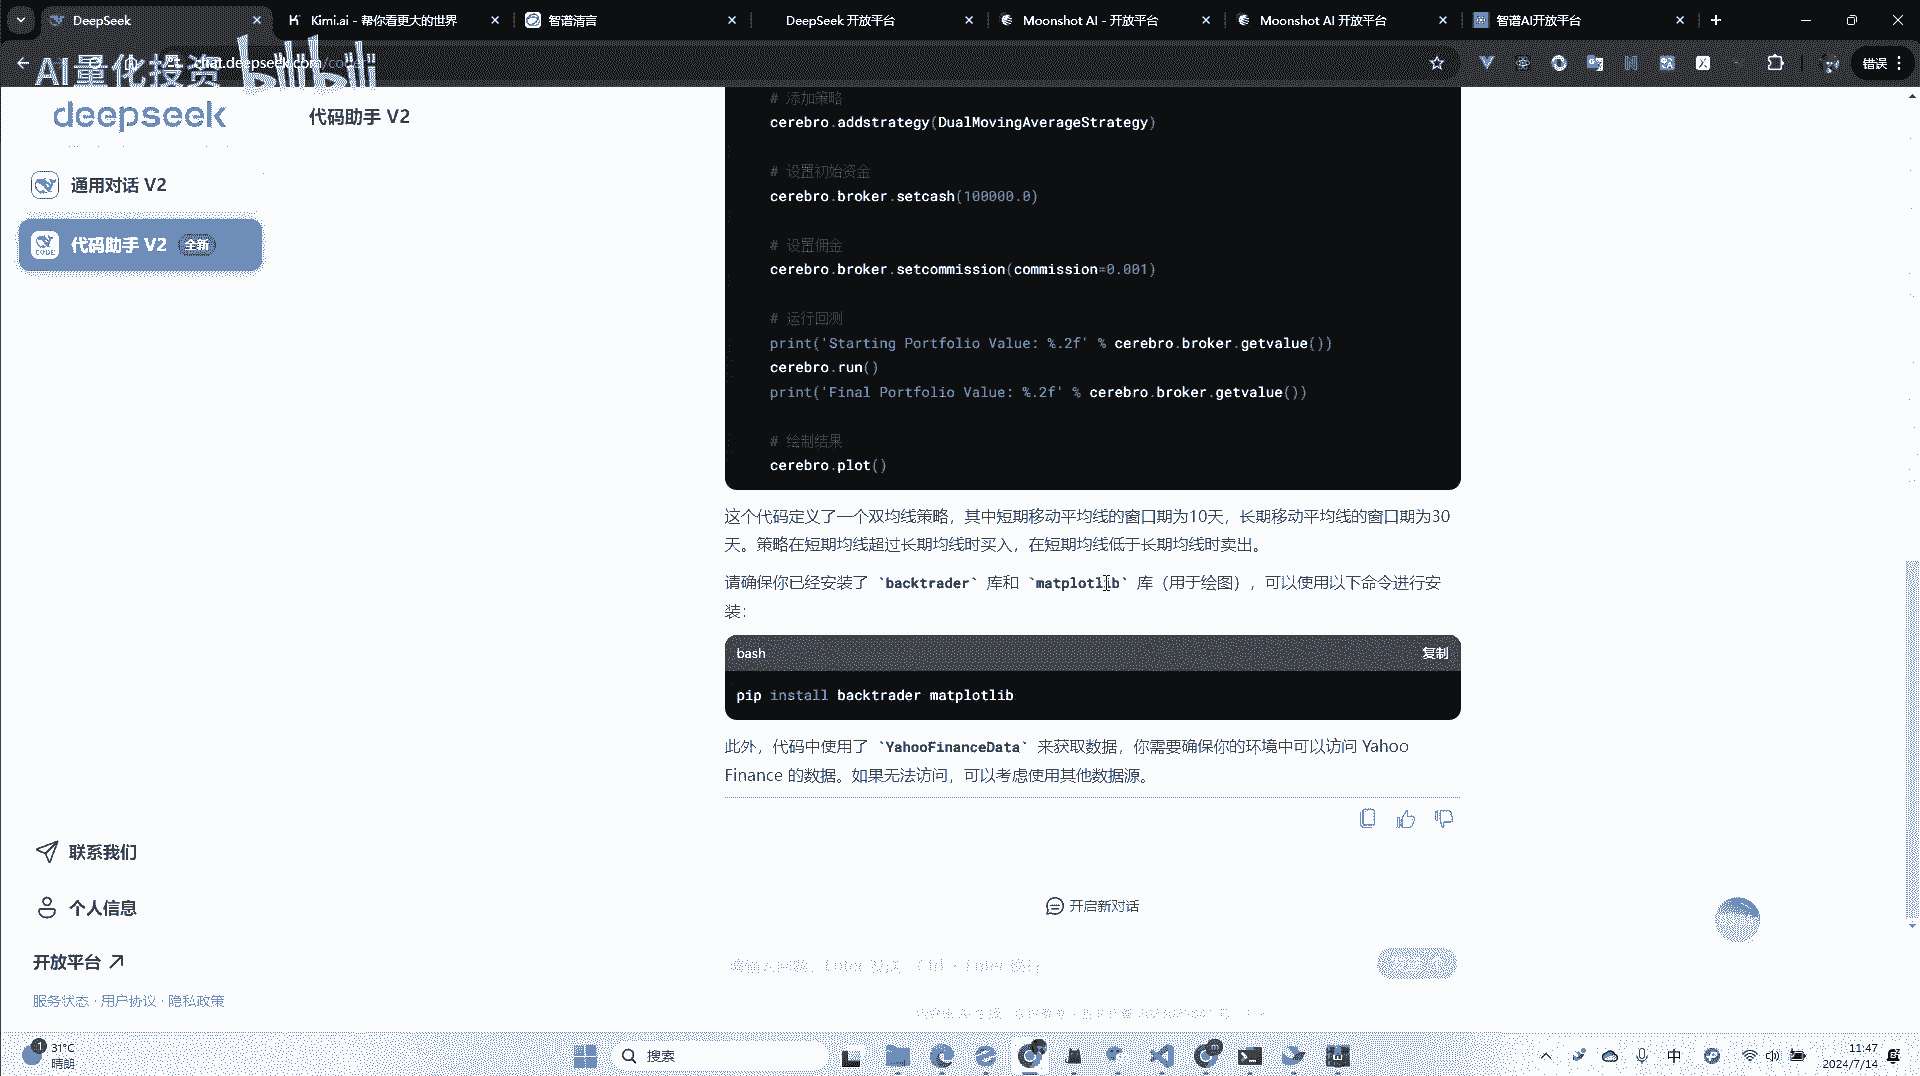 DeepSeek
Kimi.ai - 帮你看更大的世界
智谱清言
DeepSeek 开放平台
Moonshot AI - 开放平台
Moonshot AI 开放平台
智谱AI开放平台
AI量化投资 bilibili
chat.deepseek.com/coder
错误
deepseek
代码助手 V2
通用对话 V2
代码助手 V2 全新
# 添加策略
cerebro.addstrategy(DualMovingAverageStrategy)
# 设置初始资金
cerebro.broker.setcash(100000.0)
# 设置佣金
cerebro.broker.setcommission(commission=0.001)
# 运行回测
print('Starting Portfolio Value: %.2f' % cerebro.broker.getvalue())
cerebro.run()
print('Final Portfolio Value: %.2f' % cerebro.broker.getvalue())
# 绘制结果
cerebro.plot()
这个代码定义了一个双均线策略，其中短期移动平均线的窗口期为10天，长期移动平均线的窗口期为30
天。策略在短期均线超过长期均线时买入，在短期均线低于长期均线时卖出。
请确保你已经安装了 `backtrader` 库和 `matplotlib` 库（用于绘图），可以使用以下命令进行安
装：
bash
复制
pip install backtrader matplotlib
此外，代码中使用了 `YahooFinanceData` 来获取数据，你需要确保你的环境中可以访问 Yahoo
Finance 的数据。如果无法访问，可以考虑使用其他数据源。
开启新对话
联系我们
个人信息
开放平台
服务状态 · 用户协议 · 隐私政策
1
31°C
晴朗
搜索
中
11:47
2024/7/14